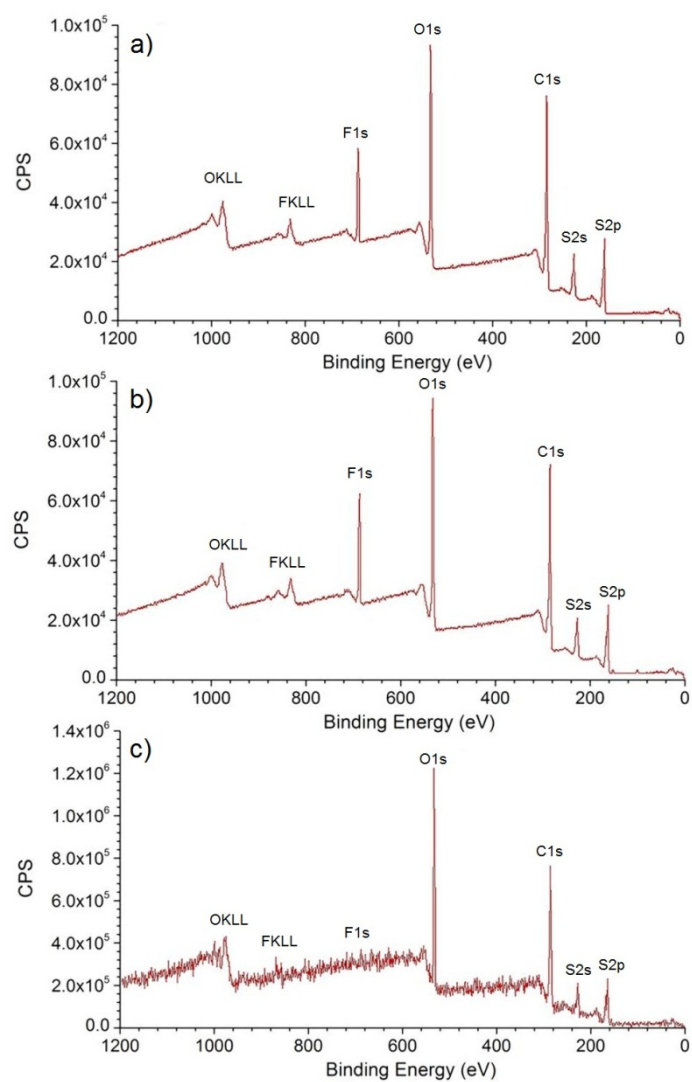 a)
1.0x10⁵
8.0x10⁴
6.0x10⁴
4.0x10⁴
2.0x10⁴
0.0
CPS
OKLL
FKLL
F1s
O1s
C1s
S2s
S2p
1200 1000 800 600 400 200 0
Binding Energy (eV)
b)
1.0x10⁵
8.0x10⁴
6.0x10⁴
4.0x10⁴
2.0x10⁴
0.0
CPS
OKLL
FKLL
F1s
O1s
C1s
S2s
S2p
1200 1000 800 600 400 200 0
Binding Energy (eV)
c)
1.4x10⁶
1.2x10⁶
1.0x10⁶
8.0x10⁵
6.0x10⁵
4.0x10⁵
2.0x10⁵
0.0
CPS
OKLL
FKLL
F1s
O1s
C1s
S2s
S2p
1200 1000 800 600 400 200 0
Binding Energy (eV)